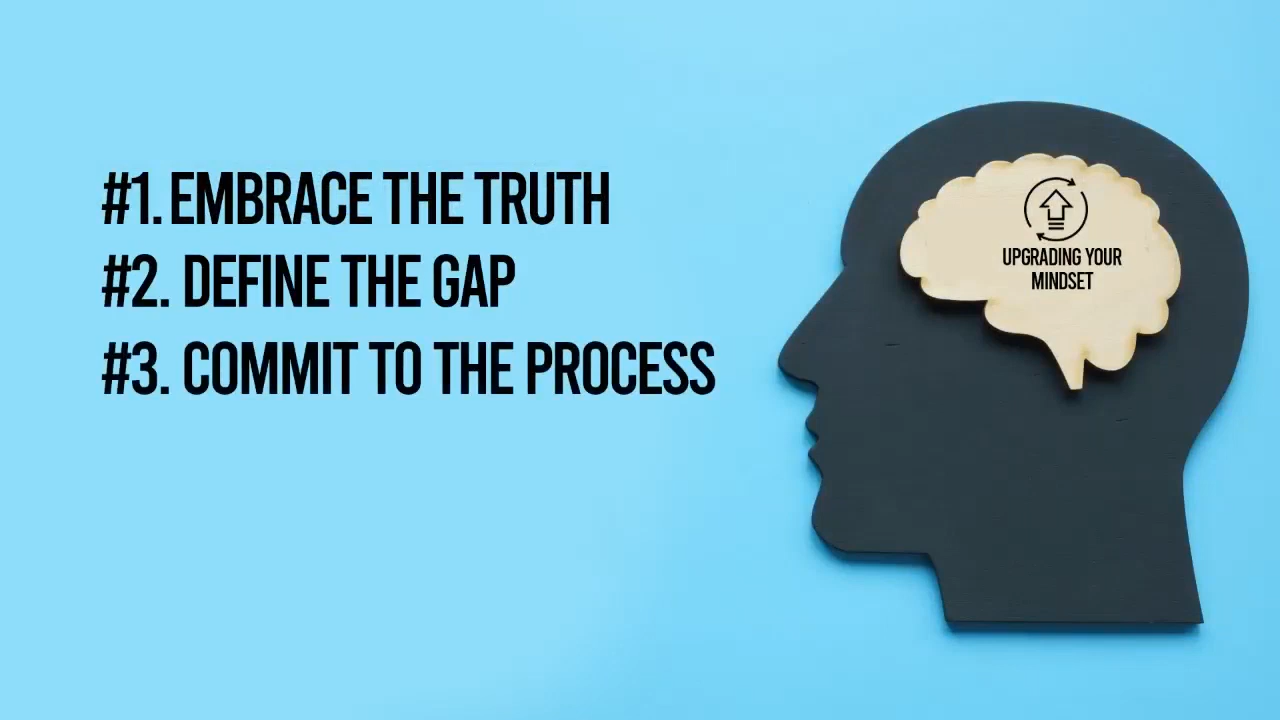 #1. EMBRACE THE TRUTH
#2. DEFINE THE GAP
#3. COMMIT TO THE PROCESS
UPGRADING YOUR
MINDSET